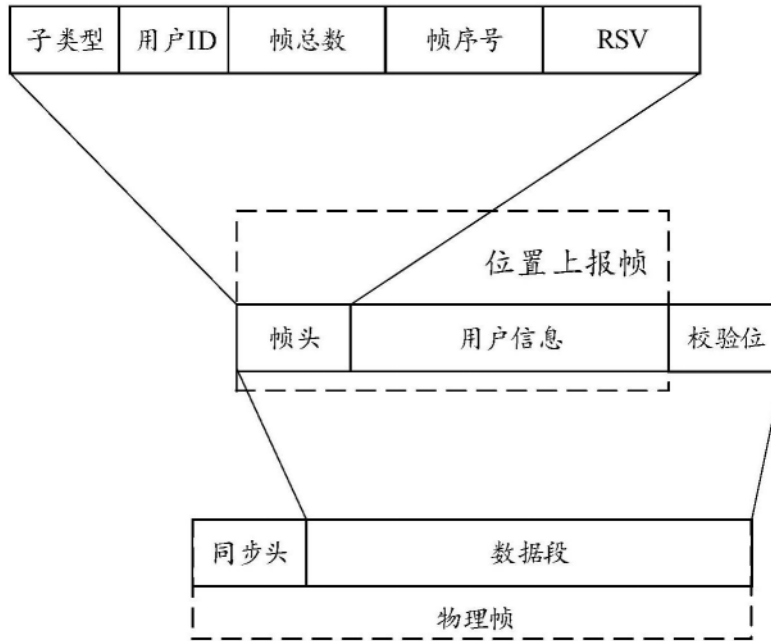 子类型 用户ID 帧总数 帧序号 RSV
位置上报帧
帧头 用户信息 校验位
同步头 数据段
物理帧